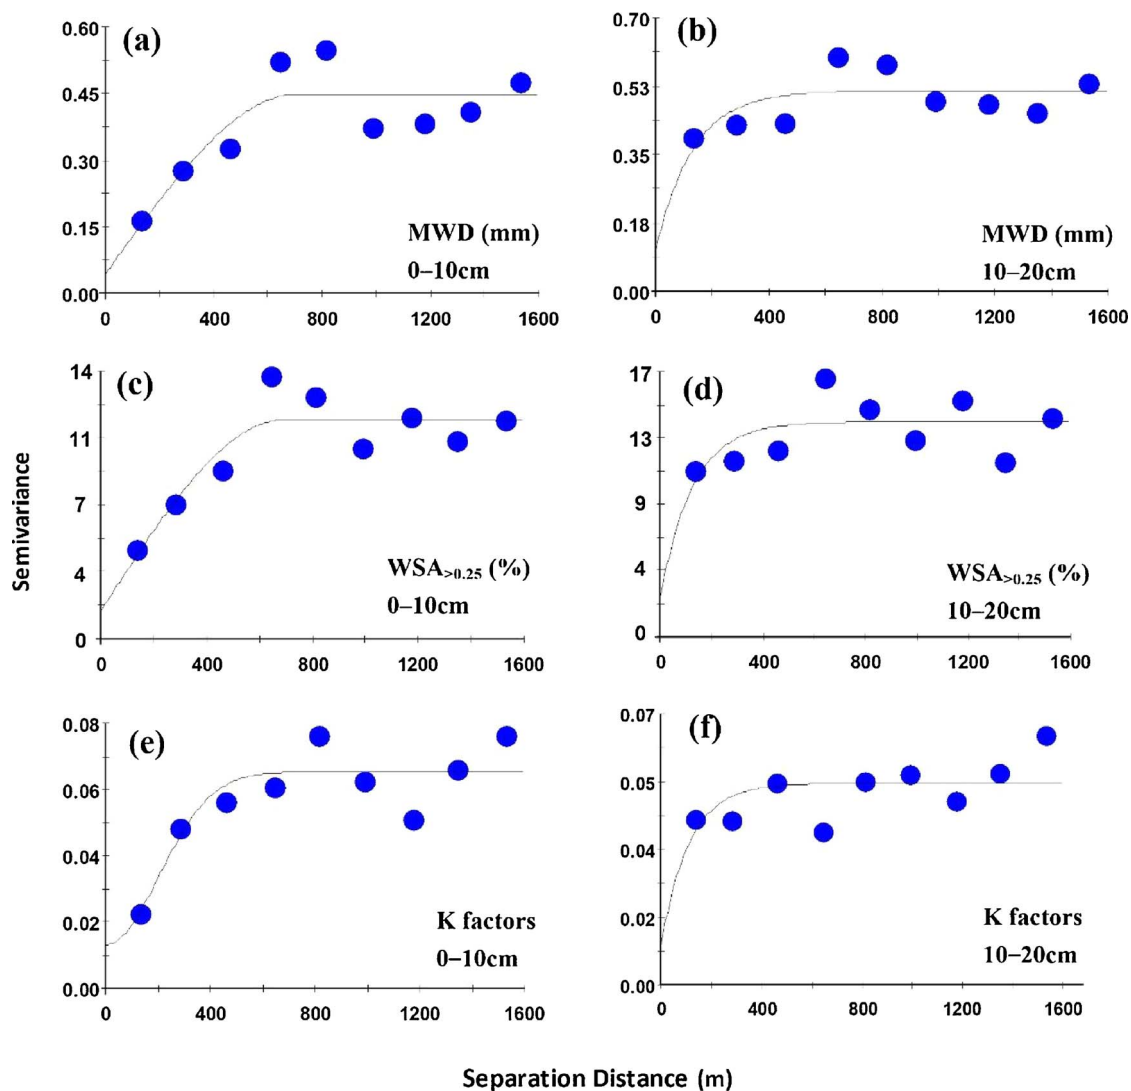 (a)
0.60
0.45
0.30
0.15
0.00
MWD (mm)
0–10cm
0 400 800 1200 1600
(b)
0.70
0.53
0.35
0.18
0.00
MWD (mm)
10–20cm
0 400 800 1200 1600
Semivariance
(c)
14
11
7
4
0
WSA>0.25 (%)
0–10cm
0 400 800 1200 1600
(d)
17
13
9
4
0
WSA>0.25 (%)
10–20cm
0 400 800 1200 1600
(e)
0.08
0.06
0.04
0.02
0.00
K factors
0–10cm
0 400 800 1200 1600
(f)
0.07
0.05
0.04
0.02
0.00
K factors
10–20cm
0 400 800 1200 1600
Separation Distance (m)